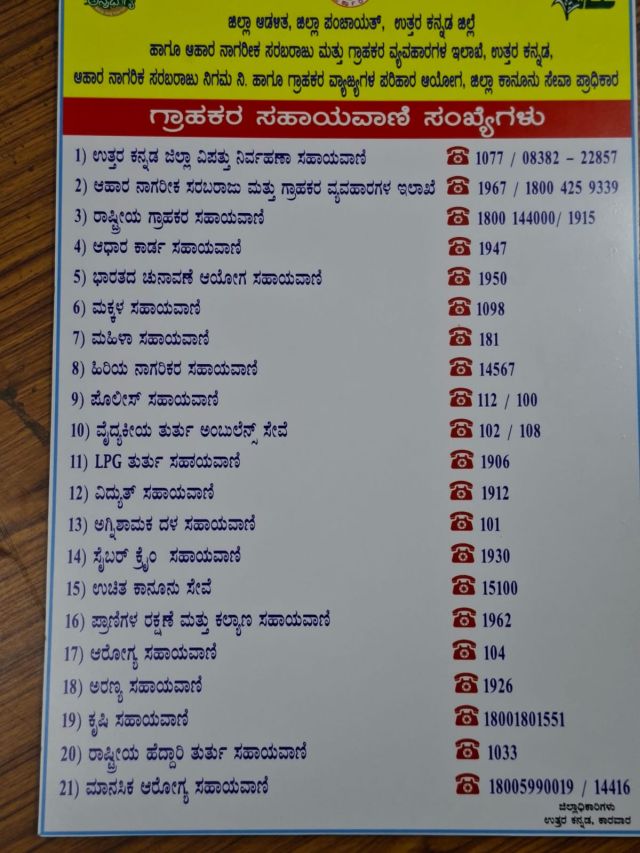 ಜಿಲ್ಲಾ ಆಡಳಿತ, ಜಿಲ್ಲಾ ಪಂಚಾಯತ್, ಉತ್ತರ ಕನ್ನಡ ಜಿಲ್ಲೆ
ಹಾಗೂ ಆಹಾರ ನಾಗರೀಕ ಸರಬರಾಜು ಮತ್ತು ಗ್ರಾಹಕರ ವ್ಯವಹಾರಗಳ ಇಲಾಖೆ, ಉತ್ತರ ಕನ್ನಡ,
ಆಹಾರ ನಾಗರಿಕ ಸರಬರಾಜು ನಿಗಮ ನಿ. ಹಾಗೂ ಗ್ರಾಹಕರ ವ್ಯಾಜ್ಯಗಳ ಪರಿಹಾರ ಆಯೋಗ, ಜಿಲ್ಲಾ ಕಾನೂನು ಸೇವಾ ಪ್ರಾಧಿಕಾರ
ಗ್ರಾಹಕರ ಸಹಾಯವಾಣಿ ಸಂಖ್ಯೆಗಳು
1) ಉತ್ತರ ಕನ್ನಡ ಜಿಲ್ಲಾ ವಿಪತ್ತು ನಿರ್ವಹಣಾ ಸಹಾಯವಾಣಿ ☎ 1077 / 08382 - 22857
2) ಆಹಾರ ನಾಗರೀಕ ಸರಬರಾಜು ಮತ್ತು ಗ್ರಾಹಕರ ವ್ಯವಹಾರಗಳ ಇಲಾಖೆ ☎ 1967 / 1800 425 9339
3) ರಾಷ್ಟ್ರೀಯ ಗ್ರಾಹಕರ ಸಹಾಯವಾಣಿ ☎ 1800 144000/ 1915
4) ಆಧಾರ ಕಾರ್ಡ ಸಹಾಯವಾಣಿ ☎ 1947
5) ಭಾರತದ ಚುನಾವಣೆ ಆಯೋಗ ಸಹಾಯವಾಣಿ ☎ 1950
6) ಮಕ್ಕಳ ಸಹಾಯವಾಣಿ ☎ 1098
7) ಮಹಿಳಾ ಸಹಾಯವಾಣಿ ☎ 181
8) ಹಿರಿಯ ನಾಗರಿಕರ ಸಹಾಯವಾಣಿ ☎ 14567
9) ಪೊಲೀಸ್ ಸಹಾಯವಾಣಿ ☎ 112 / 100
10) ವೈದ್ಯಕೀಯ ತುರ್ತು ಅಂಬುಲೆನ್ಸ್ ಸೇವೆ ☎ 102 / 108
11) LPG ತುರ್ತು ಸಹಾಯವಾಣಿ ☎ 1906
12) ವಿದ್ಯುತ್ ಸಹಾಯವಾಣಿ ☎ 1912
13) ಅಗ್ನಿಶಾಮಕ ದಳ ಸಹಾಯವಾಣಿ ☎ 101
14) ಸೈಬರ್ ಕ್ರೈಂ ಸಹಾಯವಾಣಿ ☎ 1930
15) ಉಚಿತ ಕಾನೂನು ಸೇವೆ ☎ 15100
16) ಪ್ರಾಣಿಗಳ ರಕ್ಷಣೆ ಮತ್ತು ಕಲ್ಯಾಣ ಸಹಾಯವಾಣಿ ☎ 1962
17) ಆರೋಗ್ಯ ಸಹಾಯವಾಣಿ ☎ 104
18) ಅರಣ್ಯ ಸಹಾಯವಾಣಿ ☎ 1926
19) ಕೃಷಿ ಸಹಾಯವಾಣಿ ☎ 18001801551
20) ರಾಷ್ಟ್ರೀಯ ಹೆದ್ದಾರಿ ತುರ್ತು ಸಹಾಯವಾಣಿ ☎ 1033
21) ಮಾನಸಿಕ ಆರೋಗ್ಯ ಸಹಾಯವಾಣಿ ☎ 18005990019 / 14416
ಜಿಲ್ಲಾಧಿಕಾರಿಗಳು
ಉತ್ತರ ಕನ್ನಡ, ಕಾರವಾರ